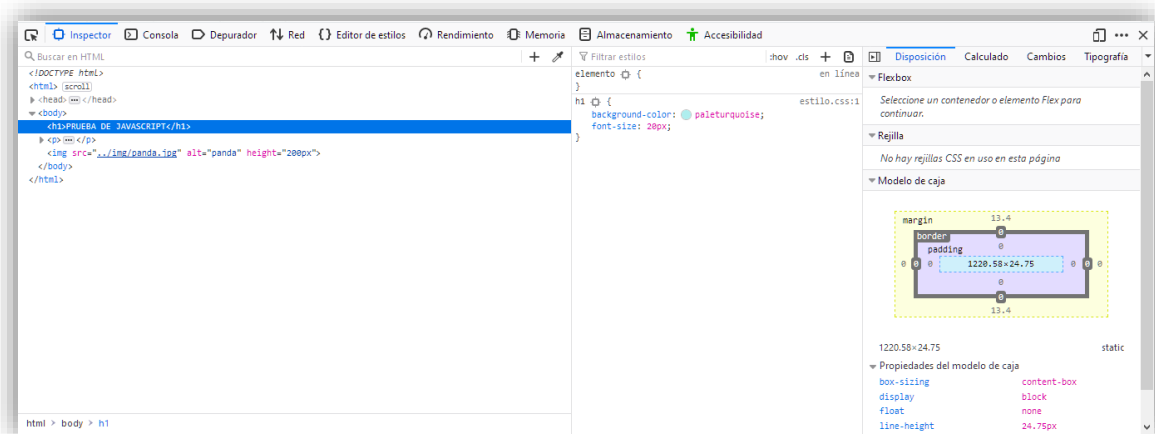 Inspector Consola Depurador Red {} Editor de estilos Rendimiento Memoria Almacenamiento Accesibilidad
Buscar en HTML
<!DOCTYPE html>
<html> scroll
<head> </head>
<body>
<h1>PRUEBA DE JAVASCRIPT</h1>
<p> </p>
<img src="../img/panda.jpg" alt="panda" height="200px">
</body>
</html>
html > body > h1
Filtrar estilos :hov .cls +
elemento { en línea
}
h1 { estilo.css:1
background-color: paleturquoise;
font-size: 20px;
}
Disposición Calculado Cambios Tipografía
Flexbox
Seleccione un contenedor o elemento Flex para
continuar.
Rejilla
No hay rejillas CSS en uso en esta página
Modelo de caja
margin 13.4
border 0
padding 0
0 0 0 1220.58×24.75 0 0 0
0
0
13.4
1220.58×24.75 static
Propiedades del modelo de caja
box-sizing content-box
display block
float none
line-height 24.75px